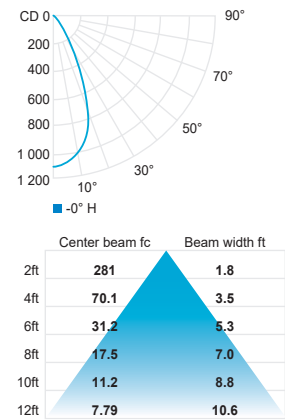 CD 0
90°
200
400
70°
600
800
50°
1 000
30°
1 200
10°
-0° H
Center beam fc Beam width ft
2ft 281 1.8
4ft 70.1 3.5
6ft 31.2 5.3
8ft 17.5 7.0
10ft 11.2 8.8
12ft 7.79 10.6